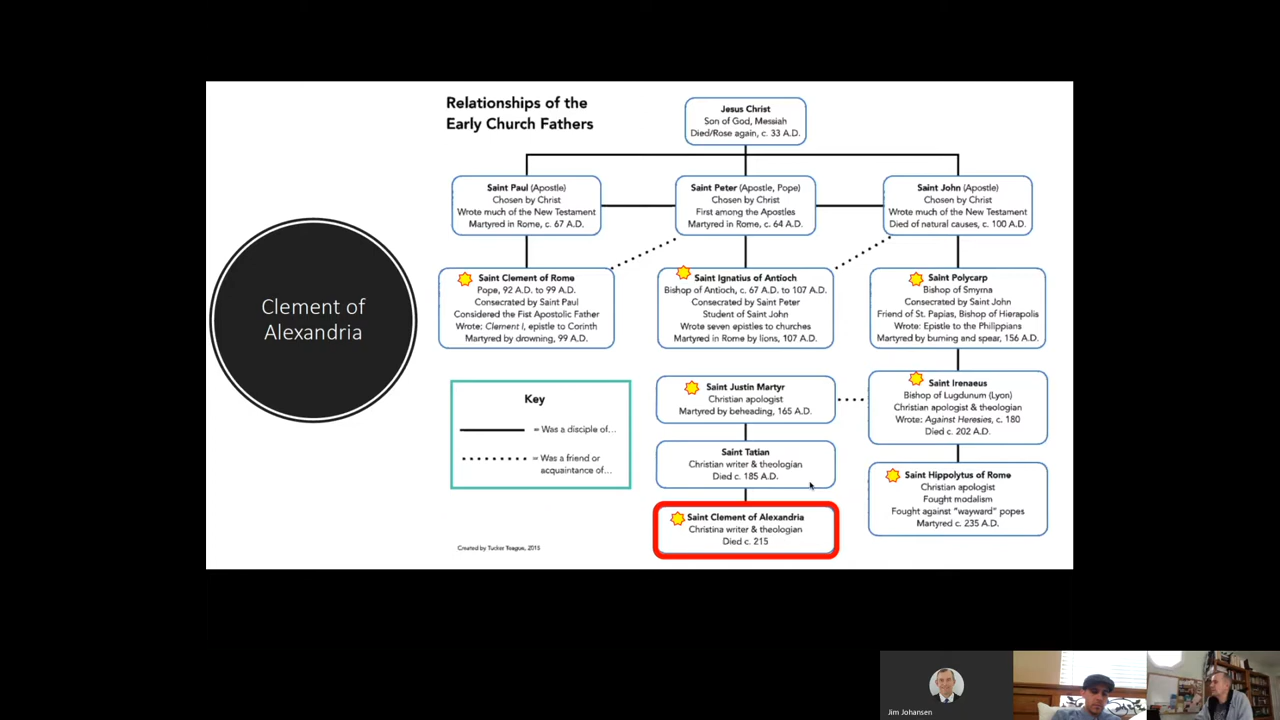 Clement of
Alexandria
Relationships of the
Early Church Fathers
Jesus Christ
Son of God, Messiah
Died/Rose again, c. 33 A.D.
Saint Paul (Apostle)
Chosen by Christ
Wrote much of the New Testament
Martyred in Rome, c. 67 A.D.
Saint Peter (Apostle, Pope)
Chosen by Christ
First among the Apostles
Martyred in Rome, c. 64 A.D.
Saint John (Apostle)
Chosen by Christ
Wrote much of the New Testament
Died of natural causes, c. 100 A.D.
Saint Clement of Rome
Pope, 92 A.D. to 99 A.D.
Consecrated by Saint Paul
Considered the Fist Apostolic Father
Wrote: Clement I, epistle to Corinth
Martyred by drowning, 99 A.D.
Saint Ignatius of Antioch
Bishop of Antioch, c. 67 A.D. to 107 A.D.
Consecrated by Saint Peter
Student of Saint John
Wrote seven epistles to churches
Martyred in Rome by lions, 107 A.D.
Saint Polycarp
Bishop of Smyrna
Consecrated by Saint John
Friend of St. Papias, Bishop of Hierapolis
Wrote: Epistle to the Philippians
Martyred by burning and spear, 156 A.D.
Key
= Was a disciple of...
= Was a friend or
acquaintance of...
Saint Justin Martyr
Christian apologist
Martyred by beheading, 165 A.D.
Saint Irenaeus
Bishop of Lugdunum (Lyon)
Christian apologist & theologian
Wrote: Against Heresies, c. 180
Died c. 202 A.D.
Saint Tatian
Christian writer & theologian
Died c. 185 A.D.
Saint Hippolytus of Rome
Christian apologist
Fought modalism
Fought against "wayward" popes
Martyred c. 235 A.D.
Saint Clement of Alexandria
Christina writer & theologian
Died c. 215
Created by Tucker Teague, 2015
Jim Johansen